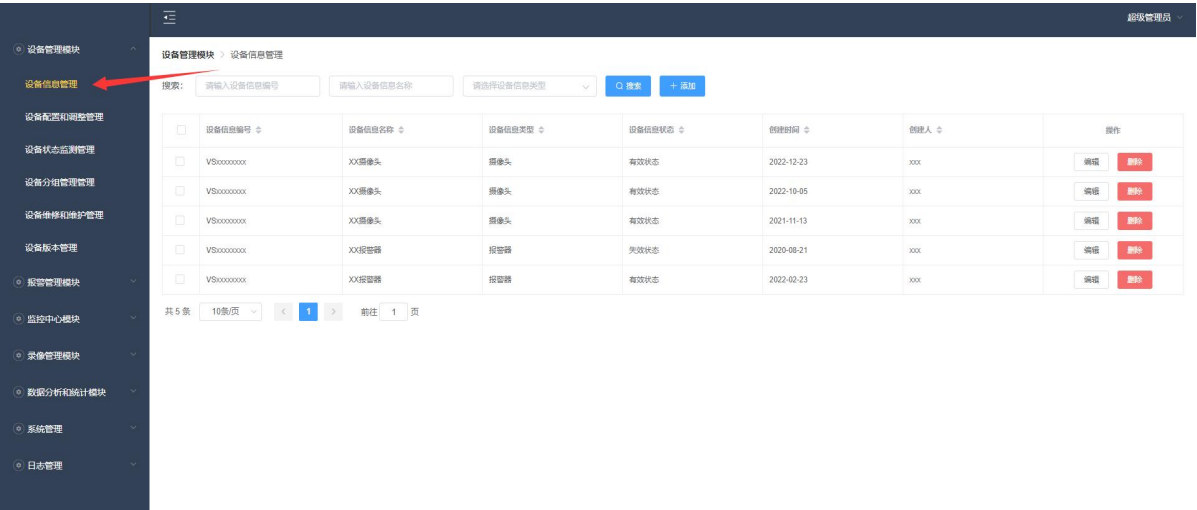 超级管理员
设备管理模块
设备信息管理
设备配置和调整管理
设备状态监测管理
设备分组管理管理
设备维修和维护管理
设备版本管理
报警管理模块
监控中心模块
录像管理模块
数据分析和统计模块
系统管理
日志管理
设备管理模块 > 设备信息管理
搜索: 请输入设备信息编号 请输入设备信息名称 请选择设备信息类型 搜索 + 添加
设备信息编号 设备信息名称 设备信息类型 设备信息状态 创建时间 创建人 操作
VSxxxxxxxx XX摄像头 摄像头 有效状态 2022-12-23 xxx 编辑 删除
VSxxxxxxxx XX摄像头 摄像头 有效状态 2022-10-05 xxx 编辑 删除
VSxxxxxxxx XX摄像头 摄像头 有效状态 2021-11-13 xxx 编辑 删除
VSxxxxxxxx XX报警器 报警器 失效状态 2020-08-21 xxx 编辑 删除
VSxxxxxxxx XX报警器 报警器 有效状态 2022-02-23 xxx 编辑 删除
共 5 条 10条/页 < 1 > 前往 1 页